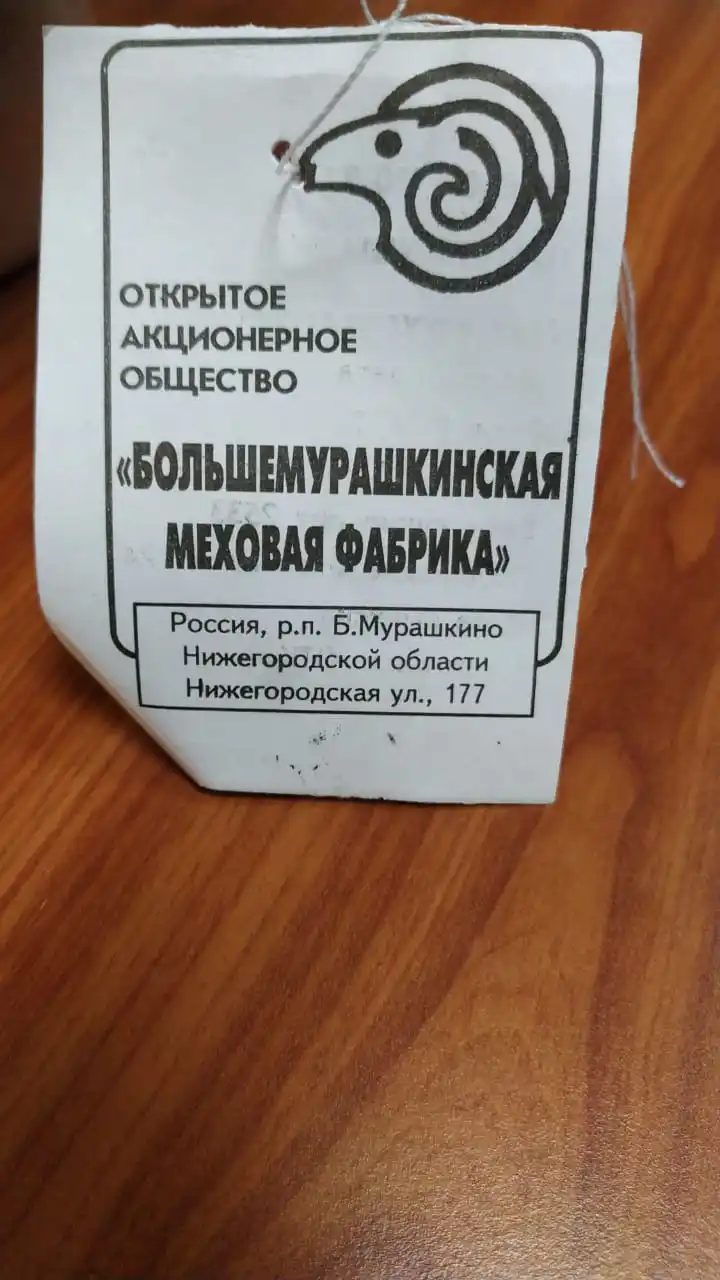 ОТКРЫТОЕ
АКЦИОНЕРНОЕ
ОБЩЕСТВО
«БОЛЬШЕМУРАШКИНСКАЯ
МЕХОВАЯ ФАБРИКА»
Россия, р.п. Б.Мурашкино
Нижегородской области
Нижегородская ул., 177